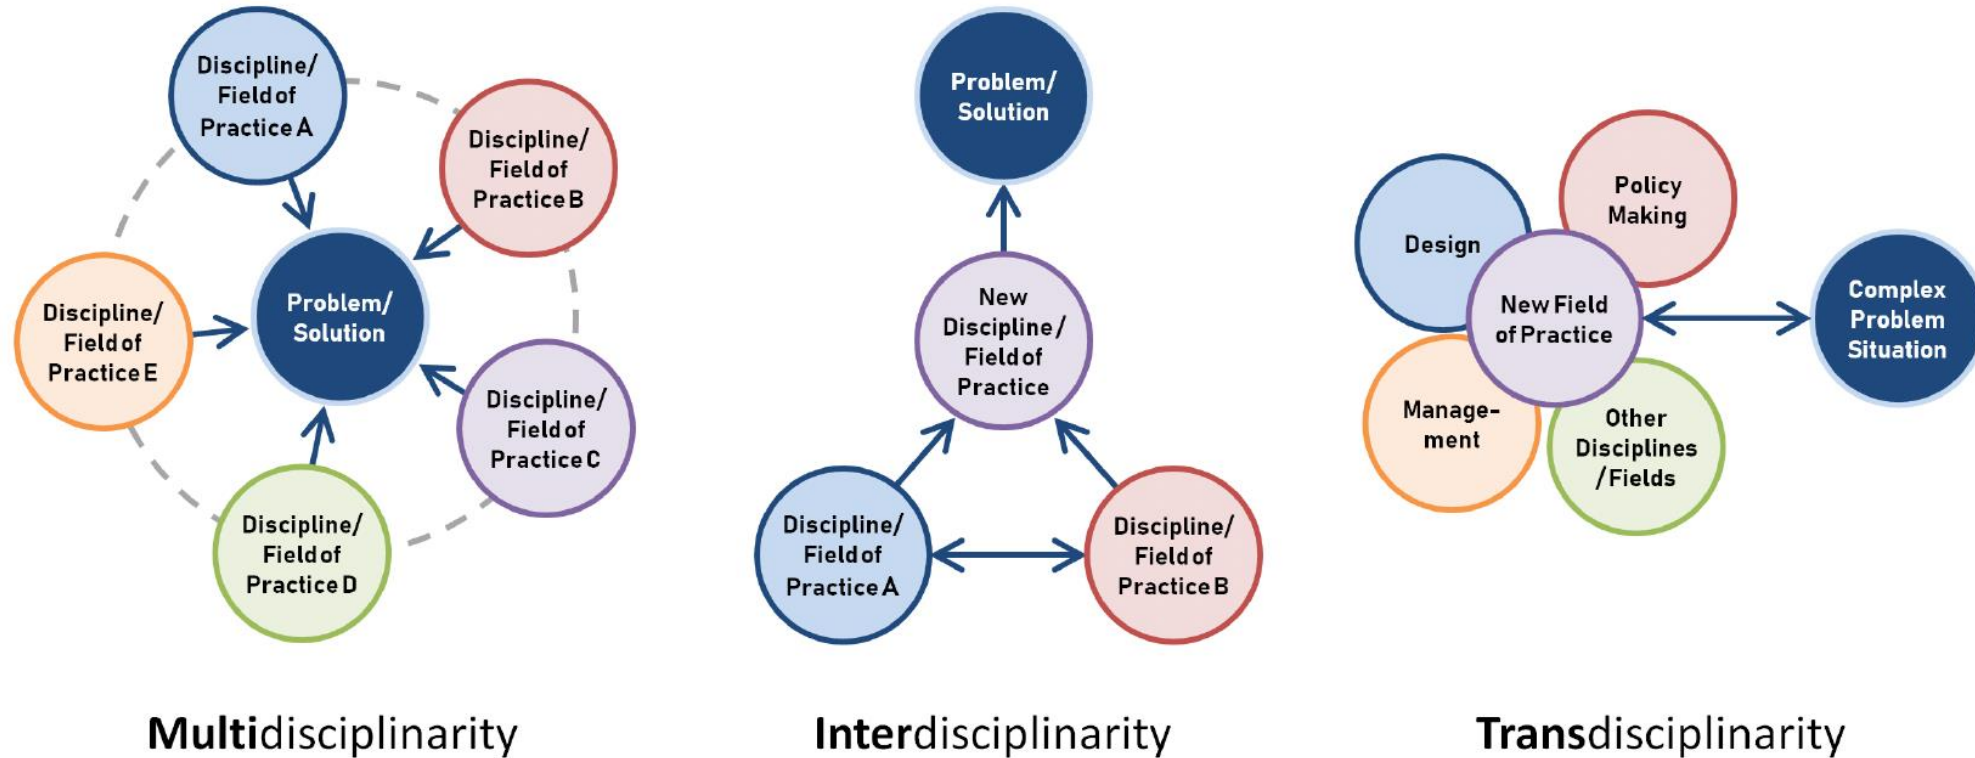 Discipline/
Field of
Practice A
Discipline/
Field of
Practice B
Discipline/
Field of
Practice C
Discipline/
Field of
Practice D
Discipline/
Field of
Practice E
Problem/
Solution
Multidisciplinarity
Problem/
Solution
New
Discipline/
Field of
Practice
Discipline/
Field of
Practice A
Discipline/
Field of
Practice B
Interdisciplinarity
Design
Policy
Making
New Field
of Practice
Manage-
ment
Other
Disciplines
/Fields
Complex
Problem
Situation
Transdisciplinarity